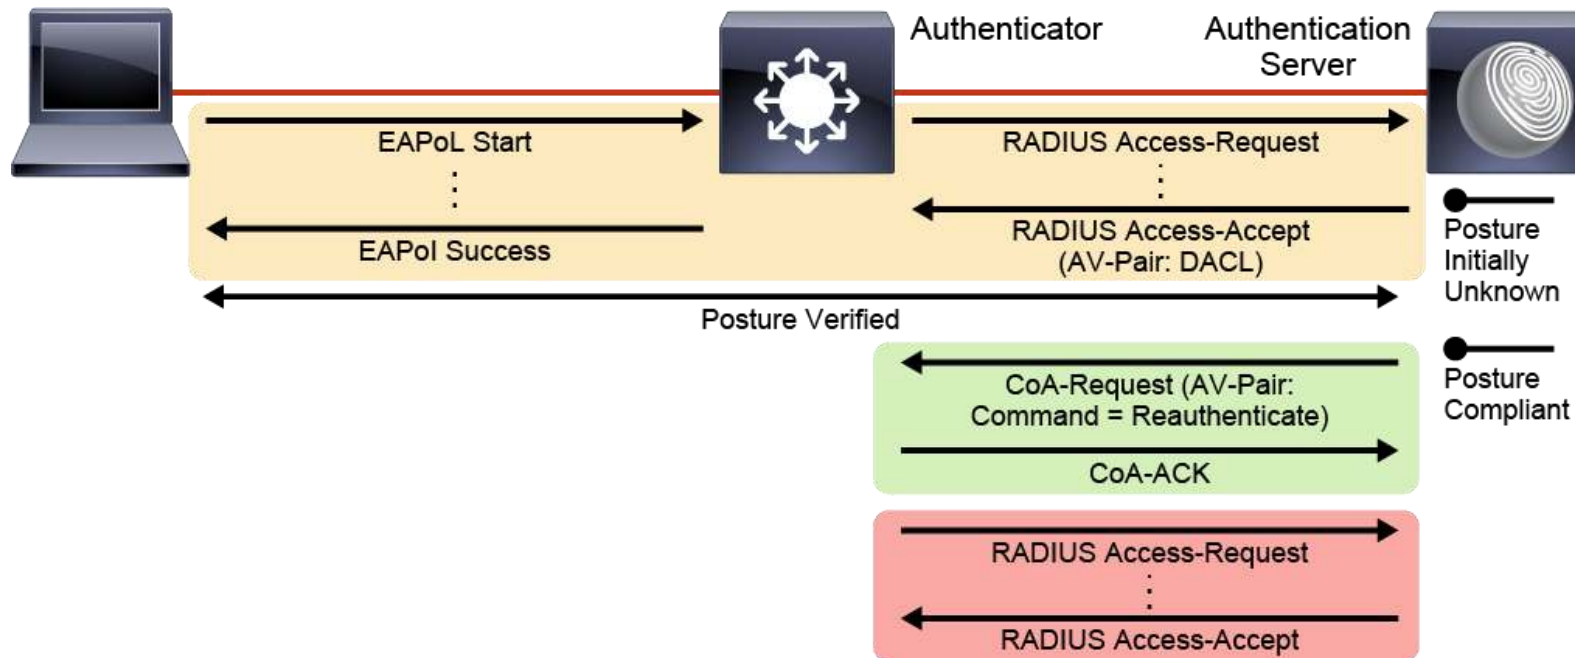 Authenticator
Authentication
Server
EAPoL Start
RADIUS Access-Request
EAPol Success
RADIUS Access-Accept
(AV-Pair: DACL)
Posture
Initially
Unknown
Posture Verified
CoA-Request (AV-Pair:
Command = Reauthenticate)
Posture
Compliant
CoA-ACK
RADIUS Access-Request
RADIUS Access-Accept